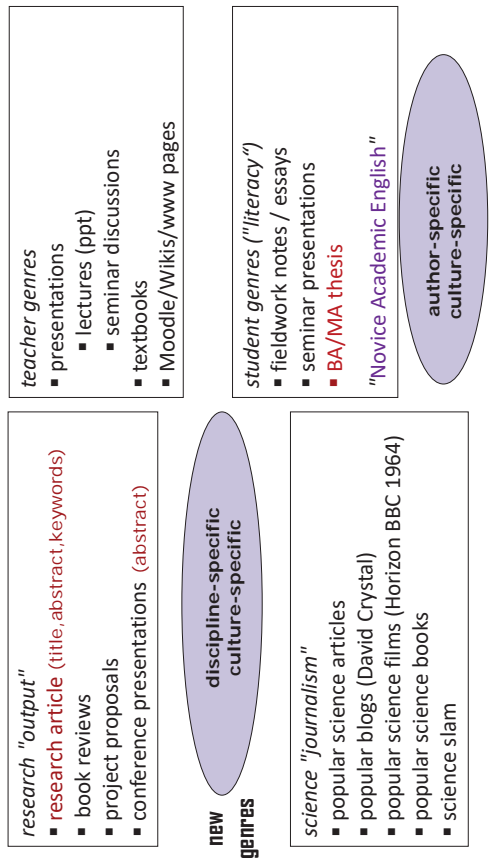 research "output"
▪ research article (title,abstract,keywords)
▪ book reviews
▪ project proposals
▪ conference presentations (abstract)
teacher genres
▪ presentations
▪ lectures (ppt)
▪ seminar discussions
▪ textbooks
▪ Moodle/Wikis/www pages
new
genres
discipline-specific
culture-specific
science "journalism"
▪ popular science articles
▪ popular blogs (David Crystal)
▪ popular science films (Horizon BBC 1964)
▪ popular science books
▪ science slam
student genres ("literacy“)
▪ fieldwork notes / essays
▪ seminar presentations
▪ BA/MA thesis
"Novice Academic English"
author-specific
culture-specific